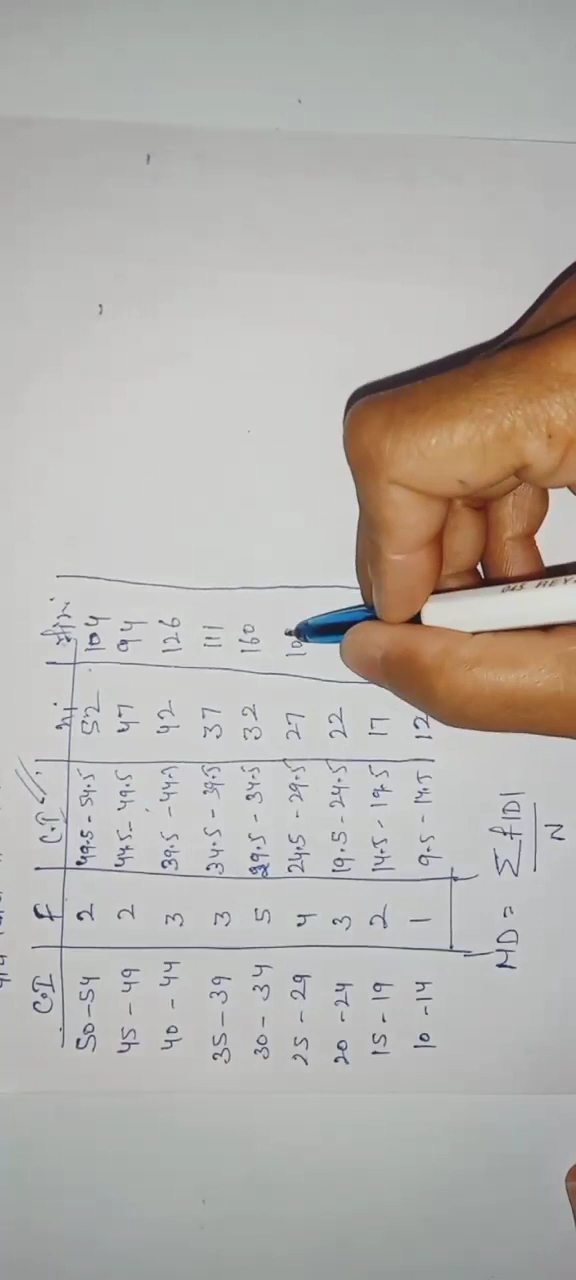 C.I f C.I xi fixi
50-54 2 49.5-54.5 52 104
45-49 2 44.5-49.5 47 94
40-44 3 39.5-44.5 42 126
35-39 3 34.5-39.5 37 111
30-34 5 29.5-34.5 32 160
25-29 4 24.5-29.5 27 10
20-24 3 19.5-24.5 22
15-19 2 14.5-19.5 17
10-14 1 9.5-14.5 12
MD = Σf|D|
N